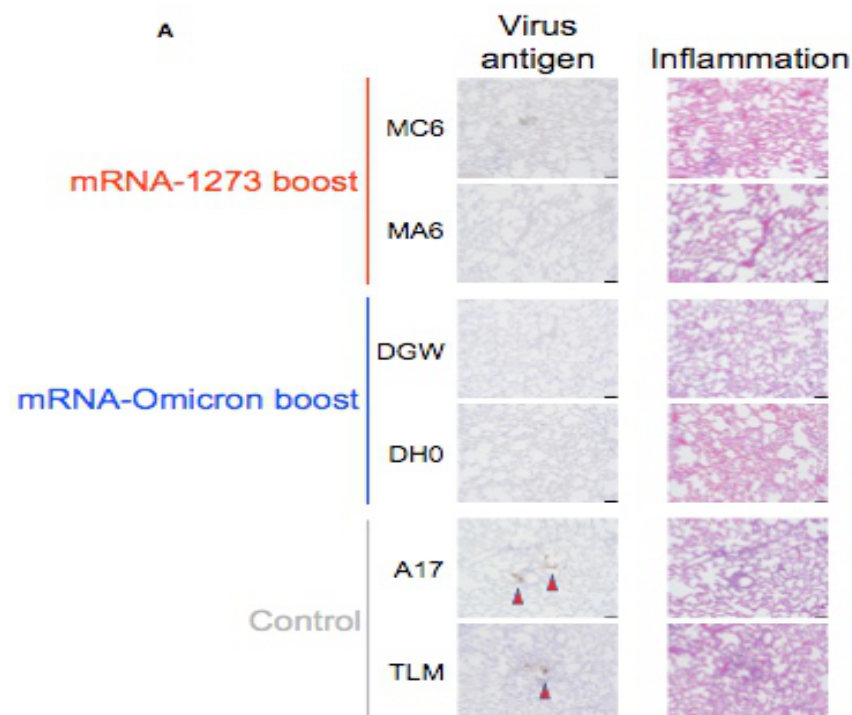 A
Virus
antigen
Inflammation
mRNA-1273 boost
MC6
MA6
mRNA-Omicron boost
DGW
DH0
Control
A17
TLM